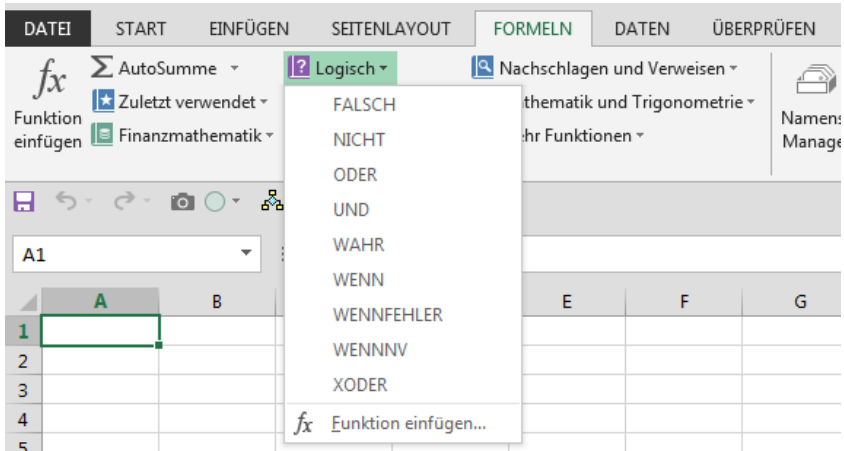 DATEI START EINFÜGEN SEITENLAYOUT FORMELN DATEN ÜBERPRÜFEN
fx Funktion einfügen
AutoSumme
Zuletzt verwendet
Finanzmathematik
Logisch
Nachschlagen und Verweisen
thematik und Trigonometrie
hr Funktionen
Namens
Manage
A1
FALSCH
NICHT
ODER
UND
WAHR
WENN
WENNFEHLER
WENNNV
XODER
fx Funktion einfügen...
A B E F G
1
2
3
4
5